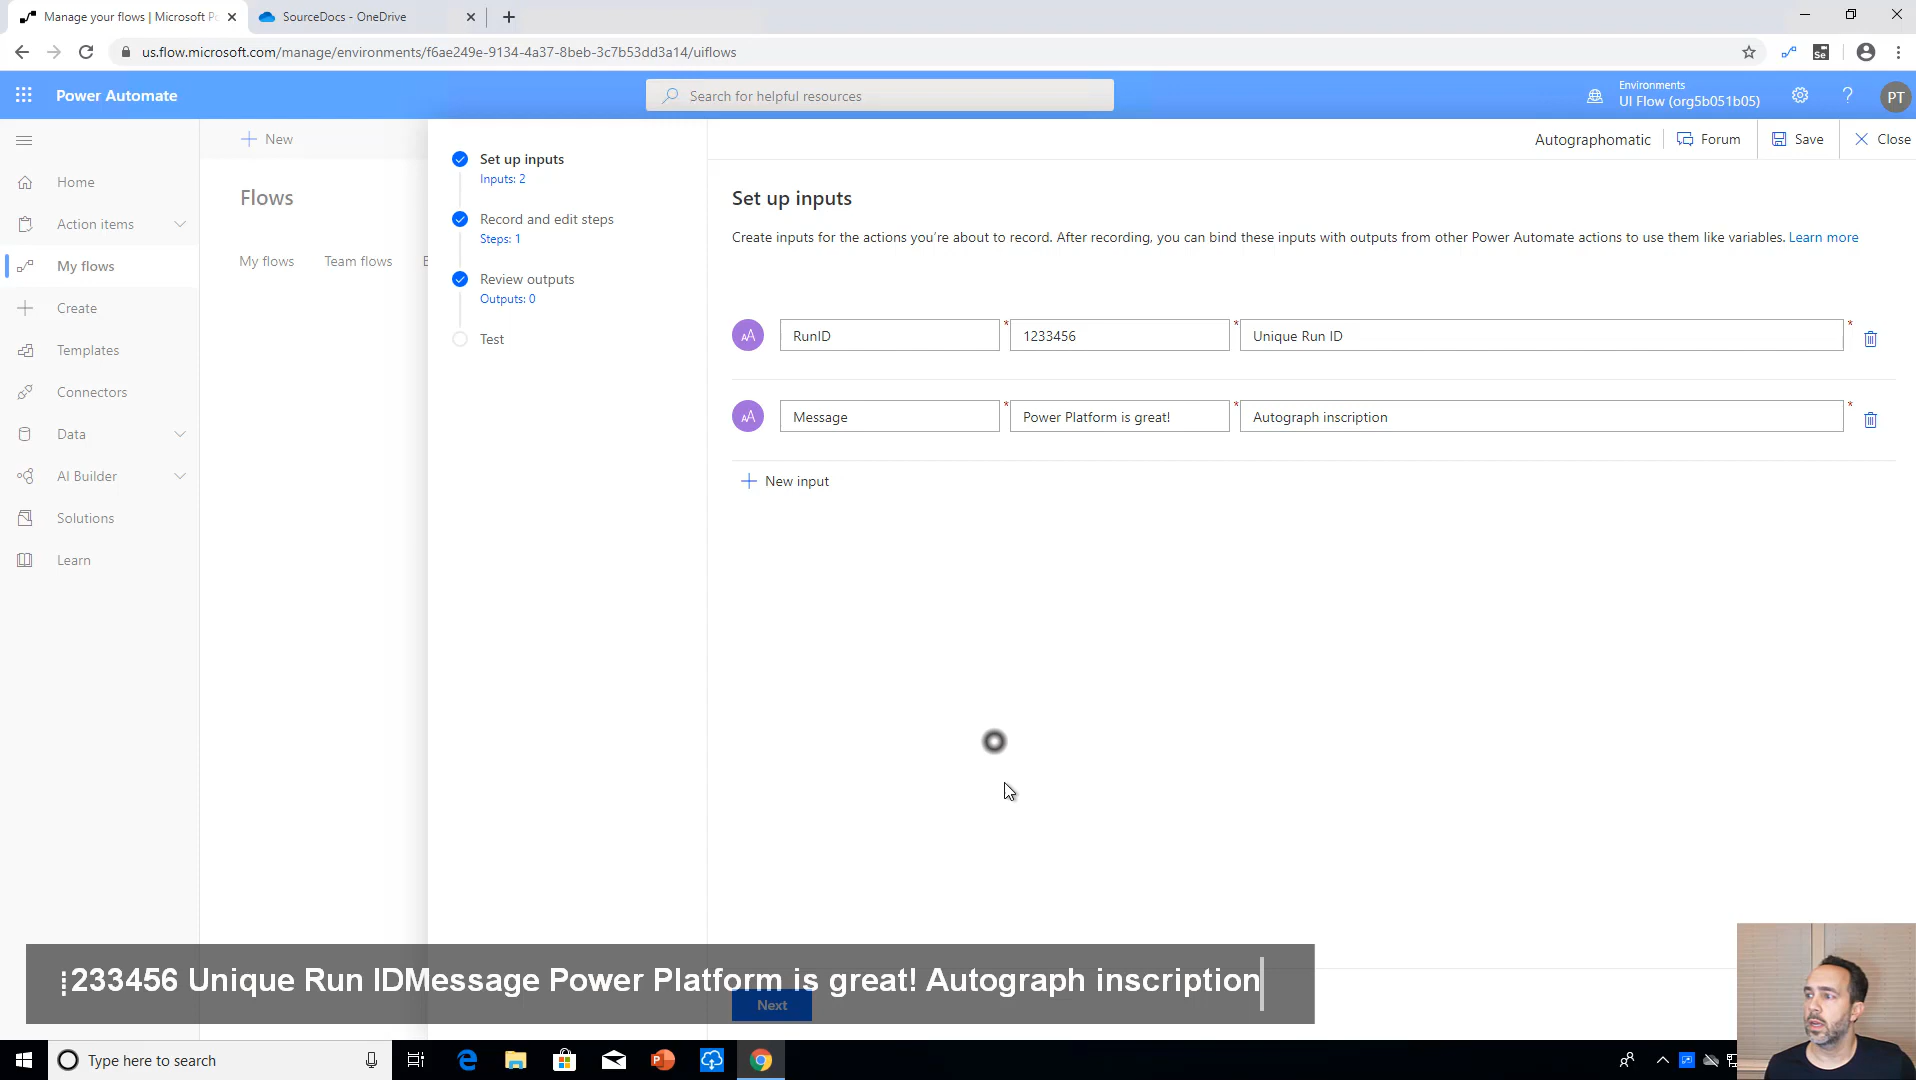 Manage your flows | Microsoft Po
SourceDocs - OneDrive
us.flow.microsoft.com/manage/environments/f6ae249e-9134-4a37-8beb-3c7b53dd3a14/uiflows
Power Automate
Search for helpful resources
Environments
UI Flow (org5b051b05)
PT
New
Autographomatic
Forum
Save
Close
Home
Action items
My flows
Create
Templates
Connectors
Data
AI Builder
Solutions
Learn
Flows
My flows
Team flows
Set up inputs
Inputs: 2
Record and edit steps
Steps: 1
Review outputs
Outputs: 0
Test
Set up inputs
Create inputs for the actions you're about to record. After recording, you can bind these inputs with outputs from other Power Automate actions to use them like variables. Learn more
AA RunID * 1233456 * Unique Run ID *
AA Message * Power Platform is great! * Autograph inscription *
New input
233456 Unique Run IDMessage Power Platform is great! Autograph inscription
Next
Type here to search